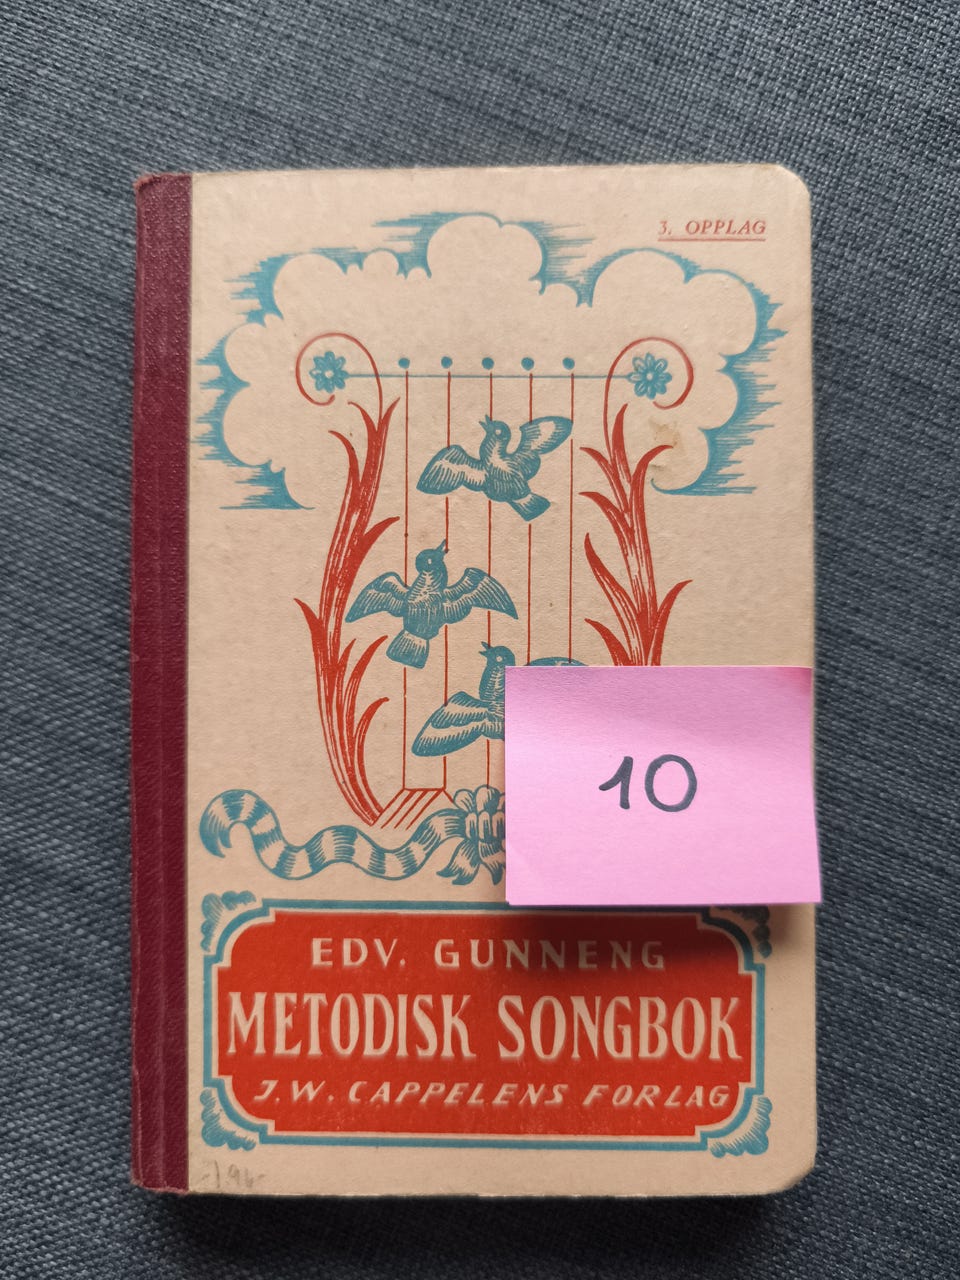 3. OPPLAG
10
EDV. GUNNENG
METODISK SONGBOK
J.W. CAPPELENS FORLAG